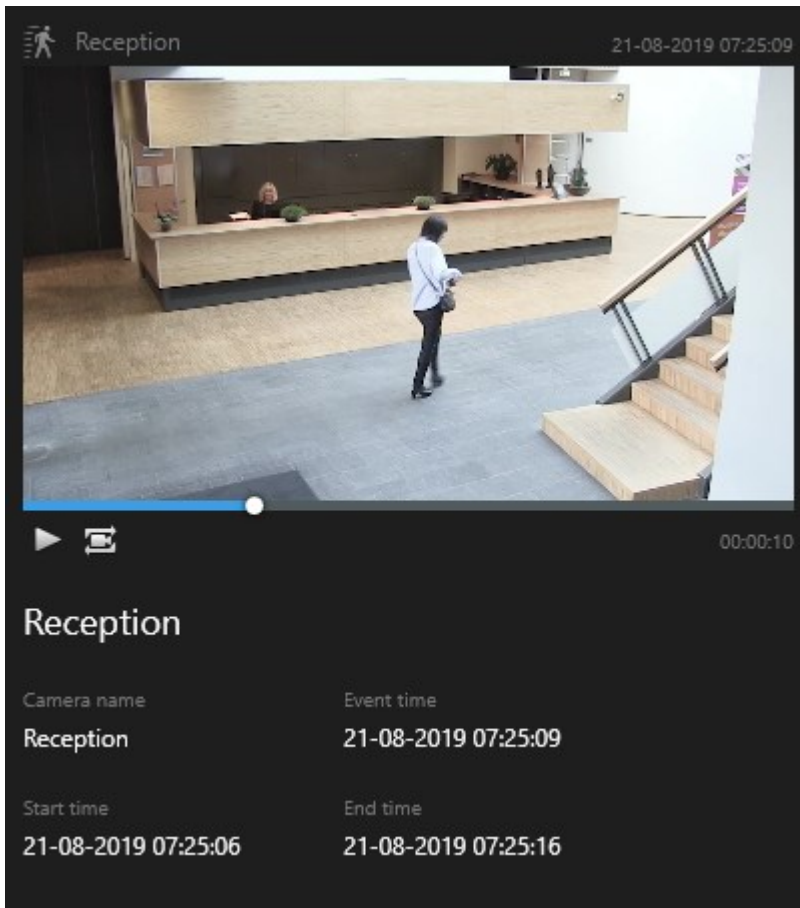 Reception
21-08-2019 07:25:09
00:00:10
Reception
Camera name
Event time
Reception
21-08-2019 07:25:09
Start time
End time
21-08-2019 07:25:06
21-08-2019 07:25:16